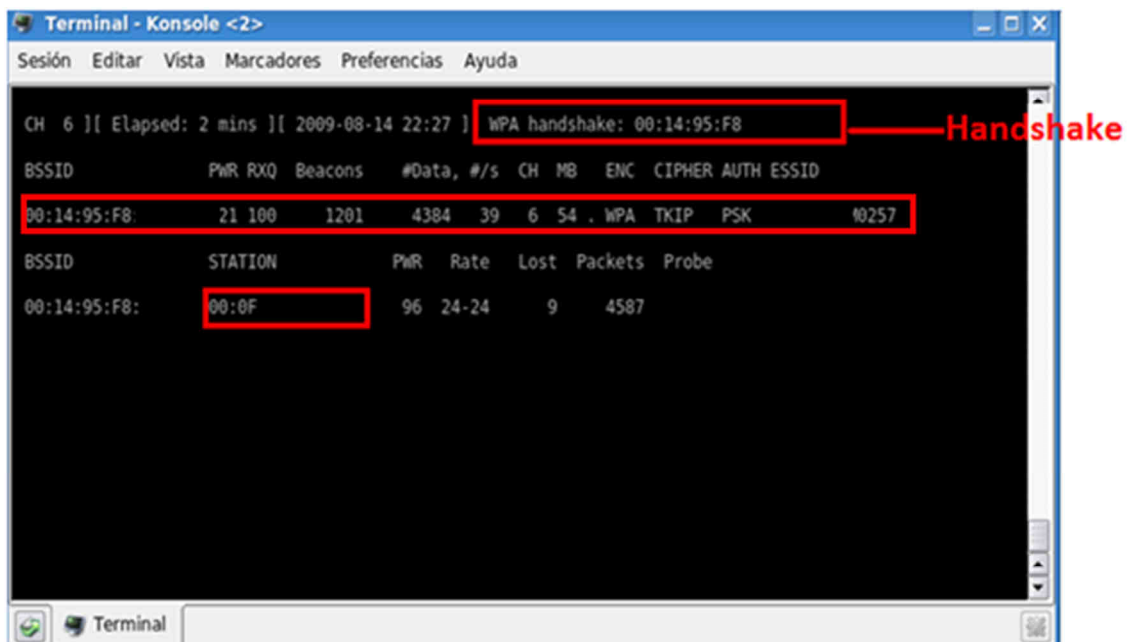 Terminal - Konsole <2>
Sesión Editar Vista Marcadores Preferencias Ayuda
CH 6 ][ Elapsed: 2 mins ][ 2009-08-14 22:27 ] WPA handshake: 00:14:95:F8
Handshake
BSSID PWR RXQ Beacons #Data, #/s CH MB ENC CIPHER AUTH ESSID
00:14:95:F8: 21 100 1201 4384 39 6 54 . WPA TKIP PSK 0257
BSSID STATION PWR Rate Lost Packets Probe
00:14:95:F8: 00:0F 96 24-24 9 4587
Terminal